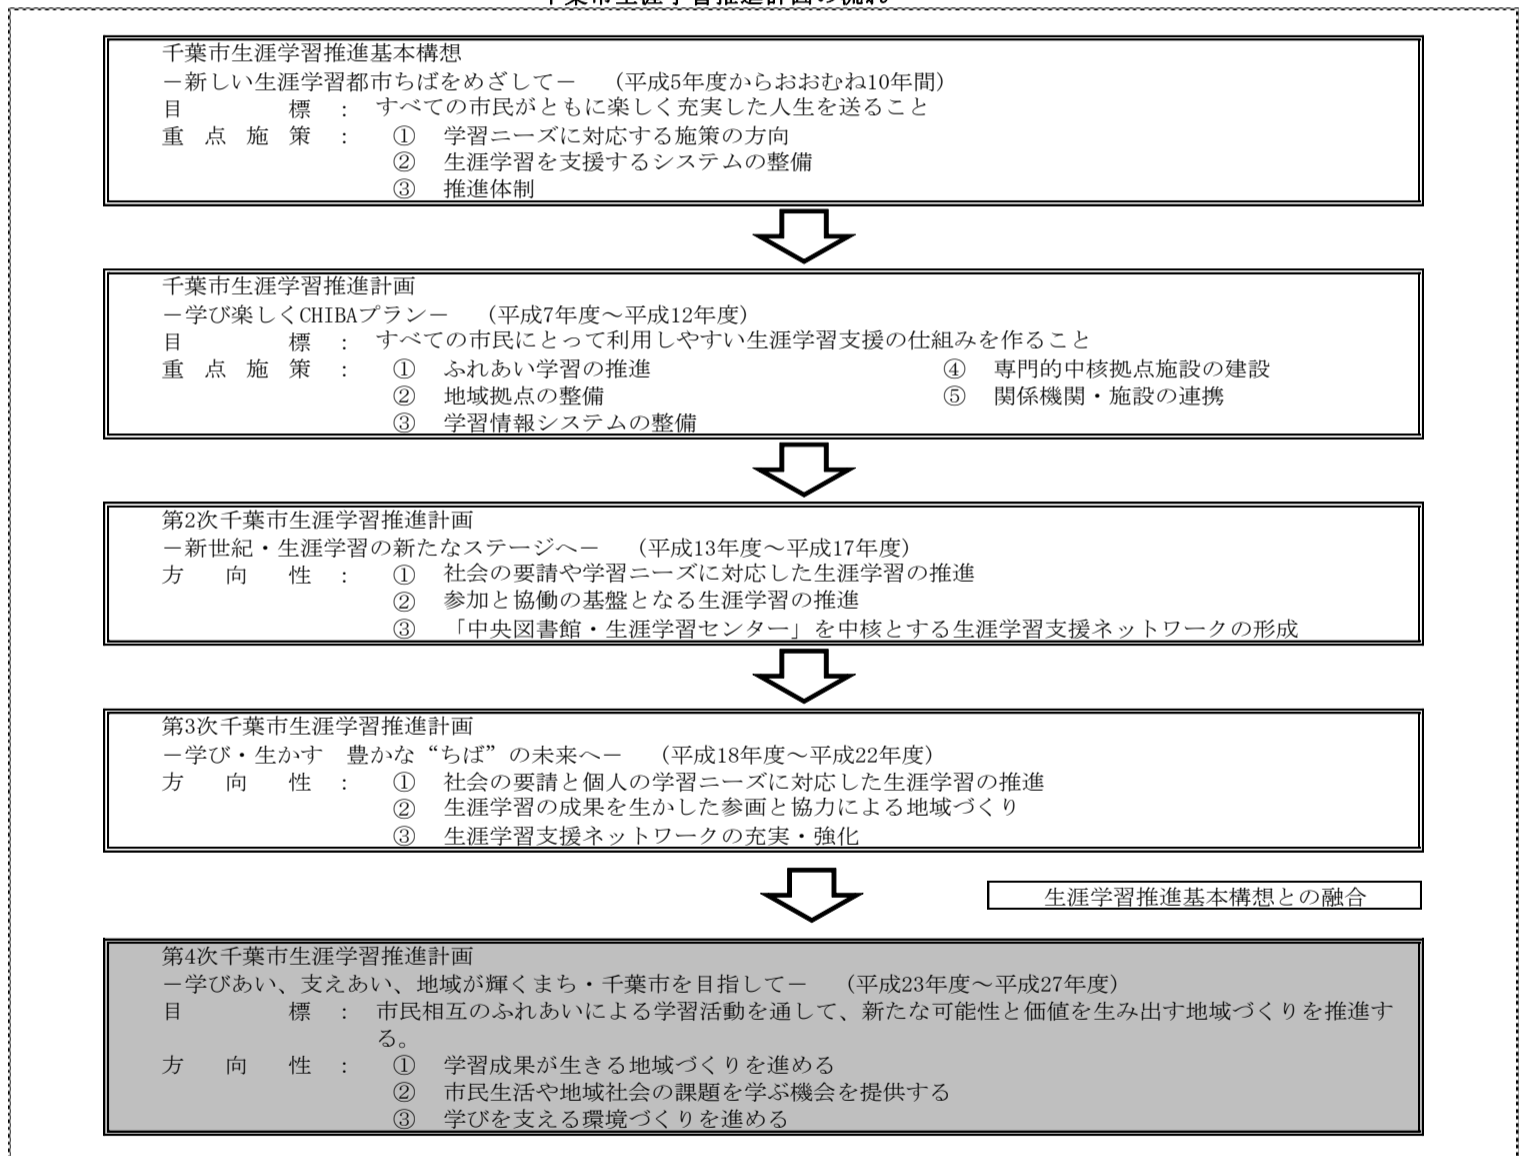 千葉市生涯学習推進計画の流れ
千葉市生涯学習推進基本構想
－新しい生涯学習都市ちばをめざして－　（平成5年度からおおむね10年間）
目　　　標　：　すべての市民がともに楽しく充実した人生を送ること
重点施策　：　①　学習ニーズに対応する施策の方向
②　生涯学習を支援するシステムの整備
③　推進体制
千葉市生涯学習推進計画
－学び楽しくCHIBAプラン－　（平成7年度～平成12年度）
目　　　標　：　すべての市民にとって利用しやすい生涯学習支援の仕組みを作ること
重点施策　：　①　ふれあい学習の推進　④　専門的中核拠点施設の建設
②　地域拠点の整備　⑤　関係機関・施設の連携
③　学習情報システムの整備
第2次千葉市生涯学習推進計画
－新世紀・生涯学習の新たなステージへ－　（平成13年度～平成17年度）
方　向　性　：　①　社会の要請や学習ニーズに対応した生涯学習の推進
②　参加と協働の基盤となる生涯学習の推進
③　「中央図書館・生涯学習センター」を中核とする生涯学習支援ネットワークの形成
第3次千葉市生涯学習推進計画
－学び・生かす　豊かな“ちば”の未来へ－　（平成18年度～平成22年度）
方　向　性　：　①　社会の要請と個人の学習ニーズに対応した生涯学習の推進
②　生涯学習の成果を生かした参画と協力による地域づくり
③　生涯学習支援ネットワークの充実・強化
生涯学習推進基本構想との融合
第4次千葉市生涯学習推進計画
－学びあい、支えあい、地域が輝くまち・千葉市を目指して－　（平成23年度～平成27年度）
目　　　標　：　市民相互のふれあいによる学習活動を通して、新たな可能性と価値を生み出す地域づくりを推進す
る。
方　向　性　：　①　学習成果が生きる地域づくりを進める
②　市民生活や地域社会の課題を学ぶ機会を提供する
③　学びを支える環境づくりを進める